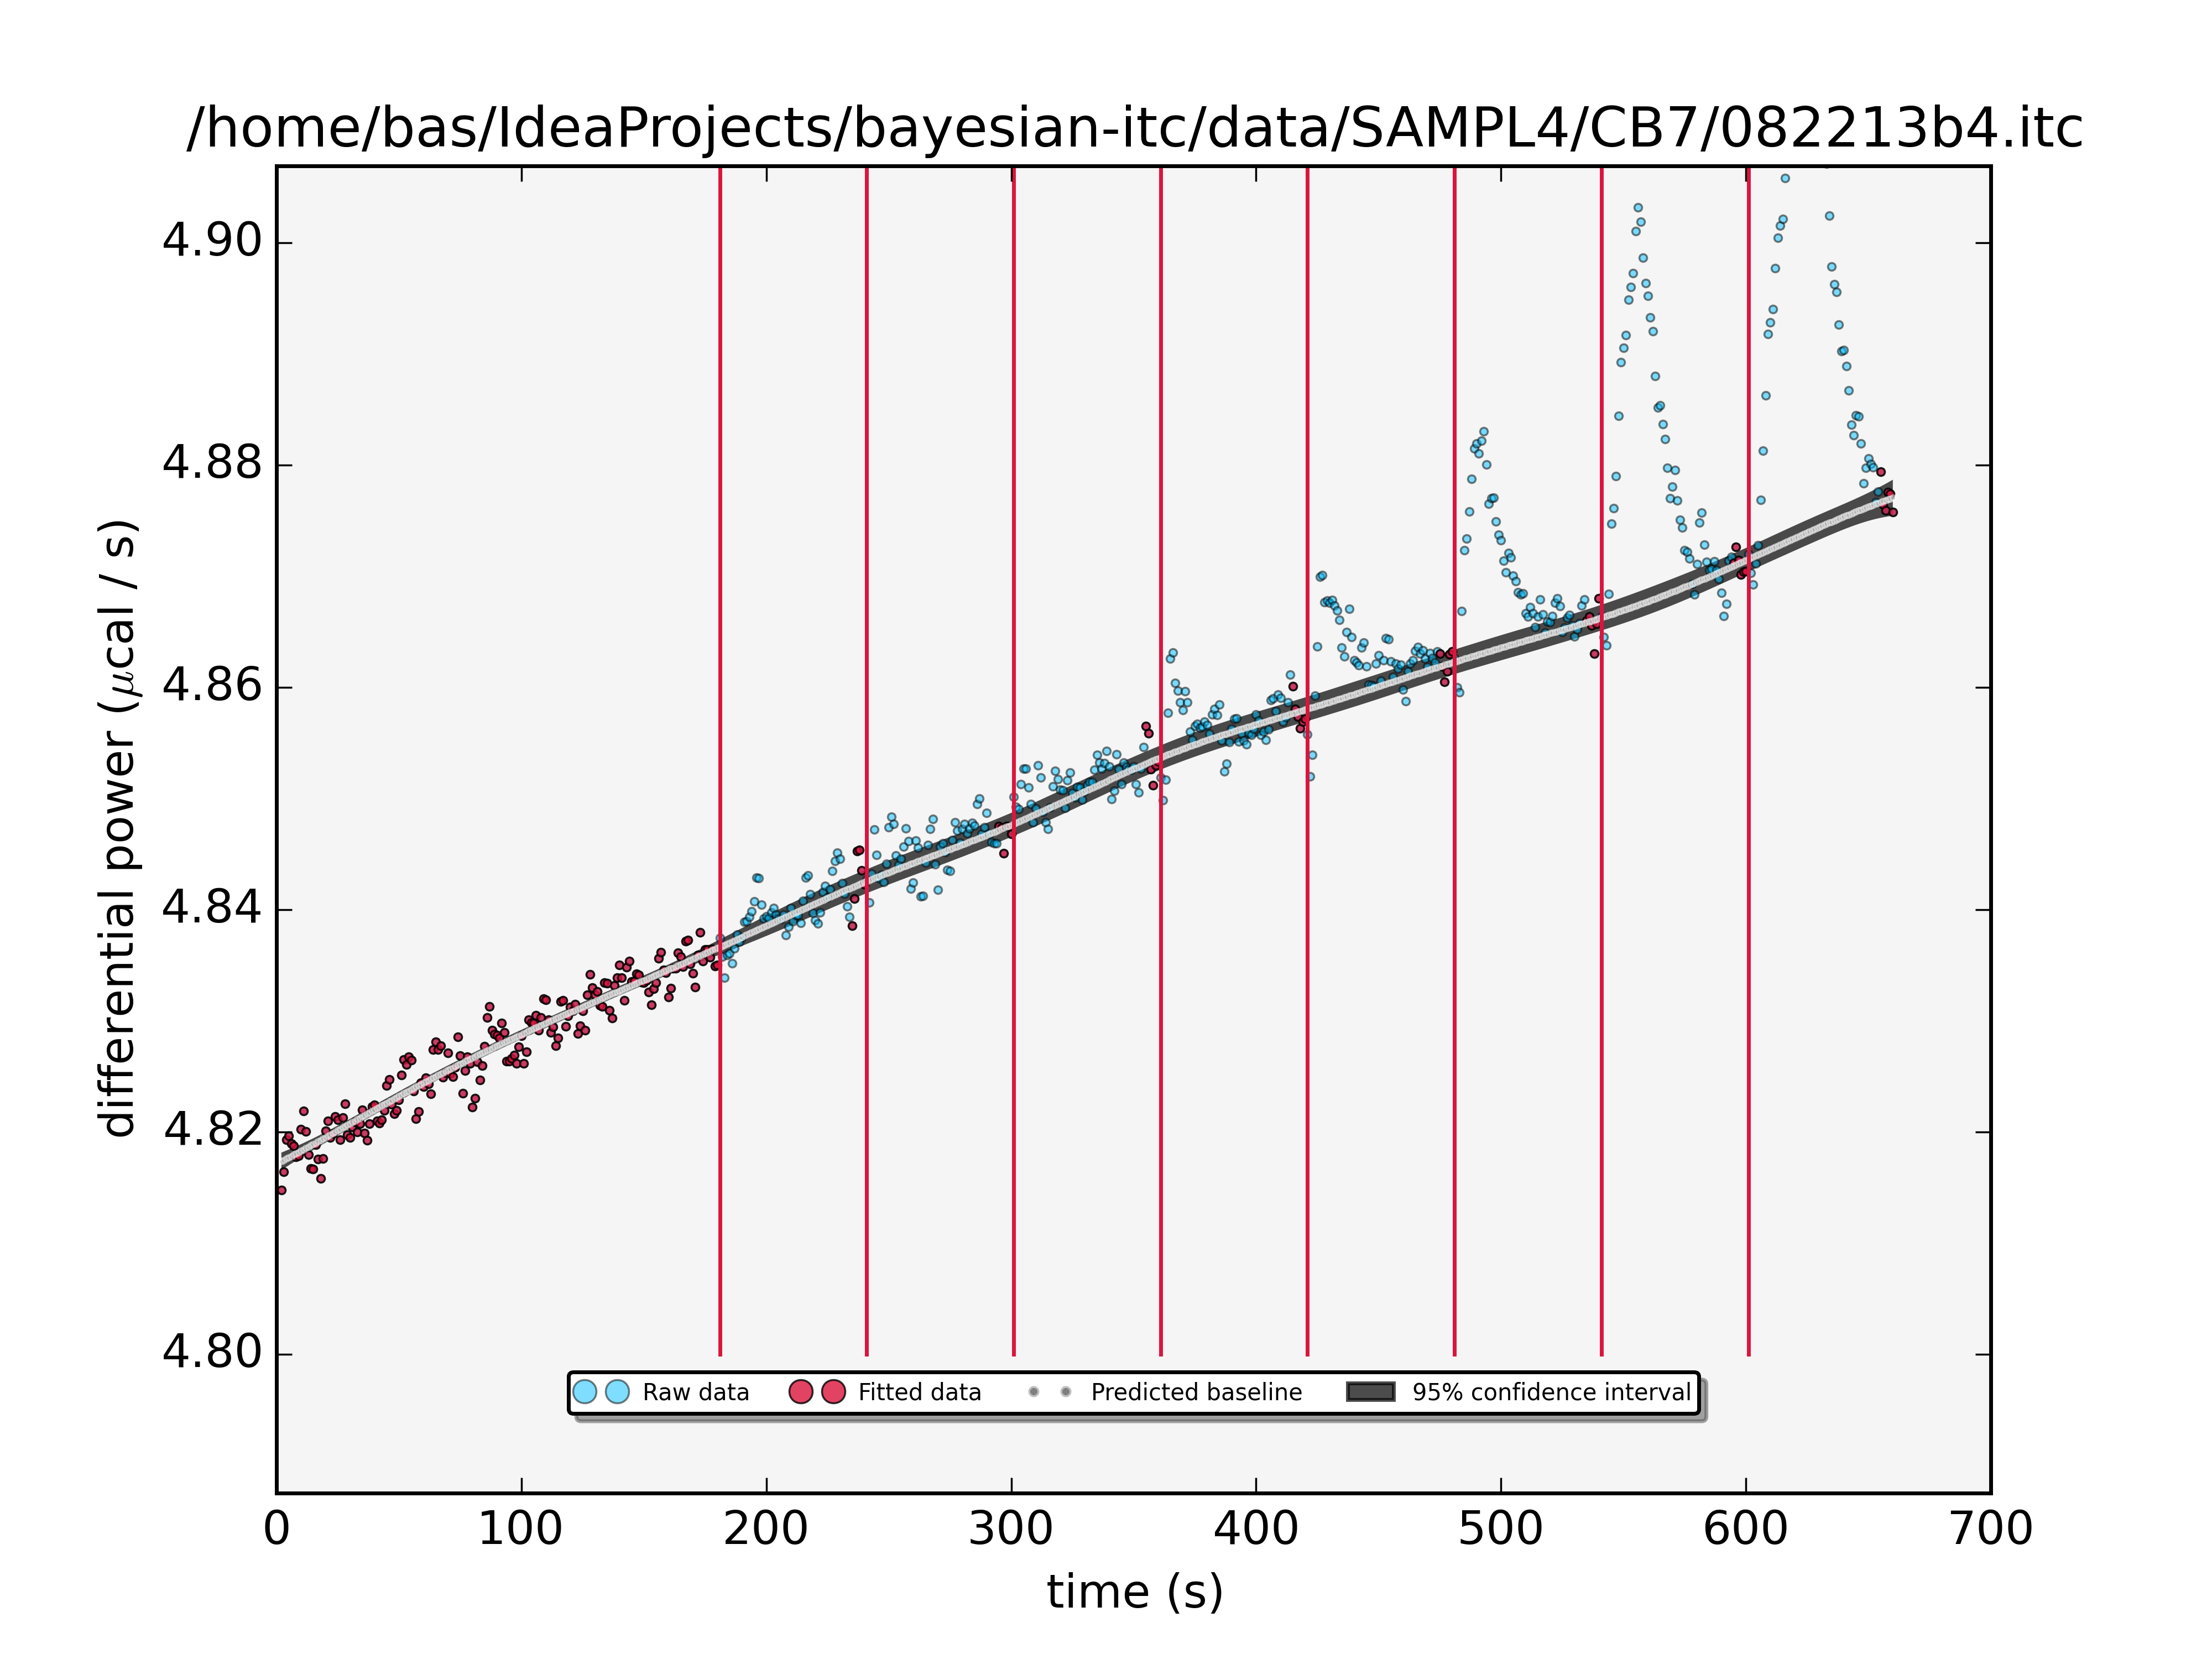 /home/bas/IdeaProjects/bayesian-itc/data/SAMPL4/CB7/082213b4.itc
4.90
4.88
4.86
4.84
4.82
4.80
differential power (μcal / s)
Raw data Fitted data Predicted baseline 95% confidence interval
0 100 200 300 400 500 600 700
time (s)